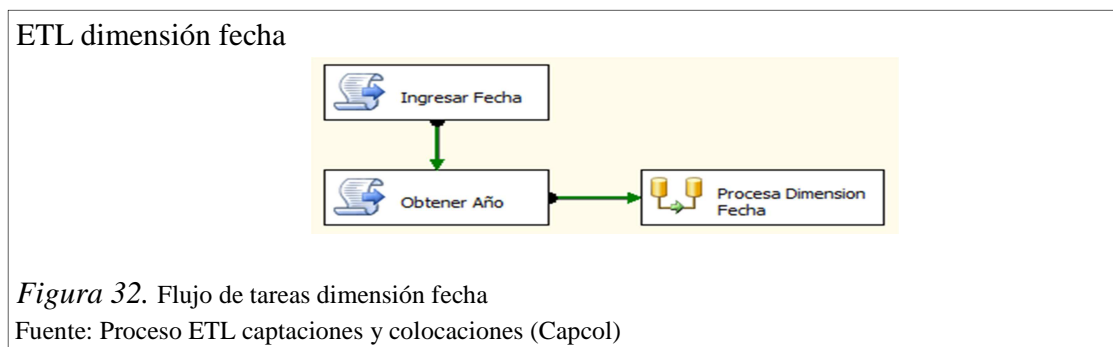 ETL dimensión fecha
Ingresar Fecha
Obtener Año
Procesa Dimension
Fecha
Figura 32. Flujo de tareas dimensión fecha
Fuente: Proceso ETL captaciones y colocaciones (Capcol)